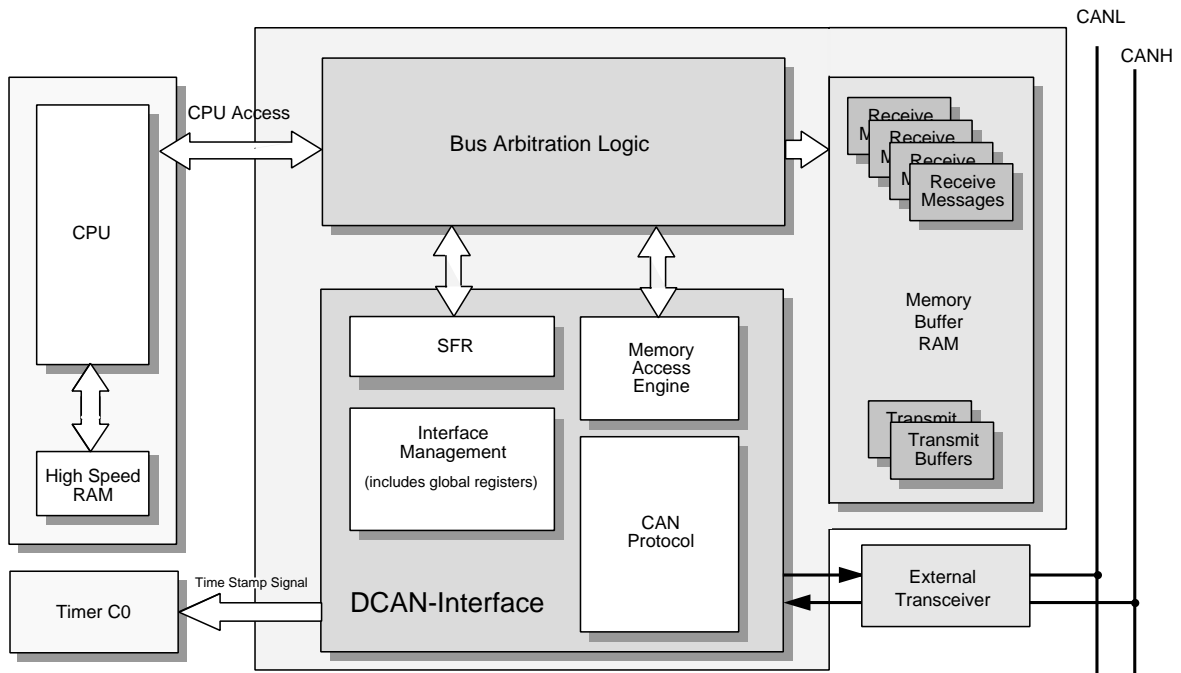 CANL
CANH
CPU Access
Bus Arbitration Logic
Receive
M
Receive
M
Receive
M
Receive
Messages
CPU
Memory
Buffer
RAM
SFR
Memory
Access
Engine
Transmit
Transmit
Buffers
Interface
Management
(includes global registers)
High Speed
RAM
CAN
Protocol
Time Stamp Signal
Timer C0
DCAN-Interface
External
Transceiver